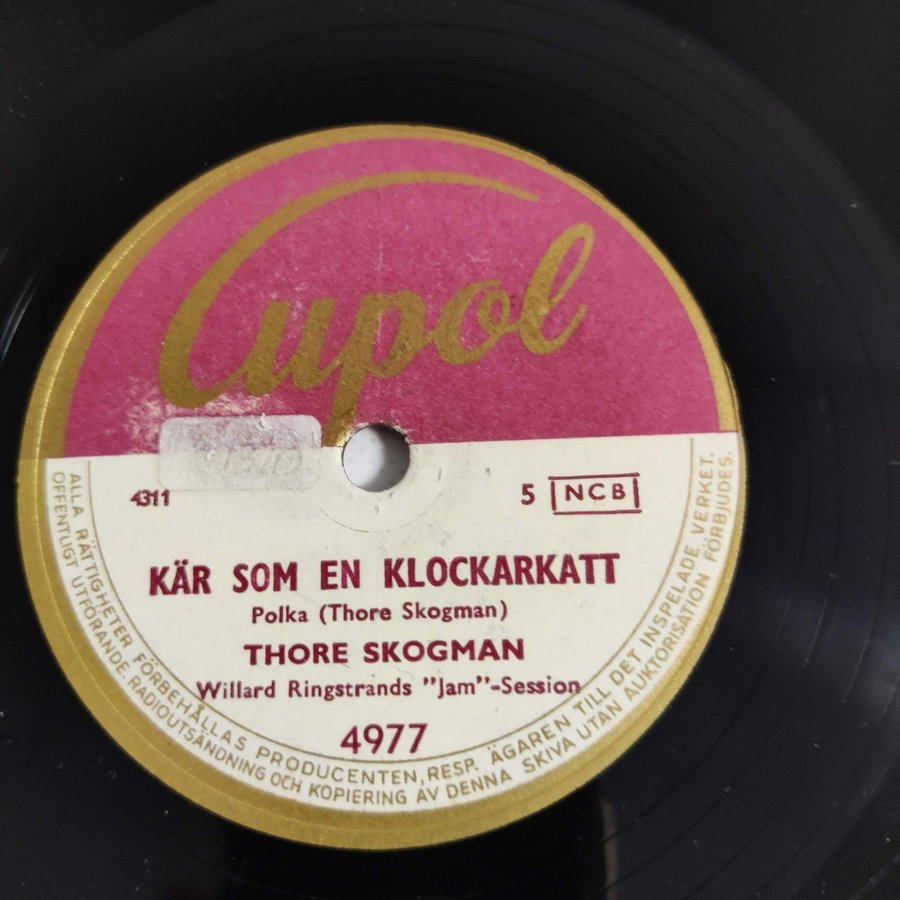 Cupol
4311
5 NCB
KÄR SOM EN KLOCKARKATT
Polka (Thore Skogman)
THORE SKOGMAN
Willard Ringstrands "Jam"-Session
4977
ALLA RÄTTIGHETER FÖRBEHÅLLAS PRODUCENTEN, RESP. ÄGAREN TILL DET INSPELADE VERKET.
OFFENTLIGT UTFÖRANDE. RADIOUTSÄNDNING OCH KOPIERING AV DENNA SKIVA UTAN AUKTORISATION FÖRBJUDES.